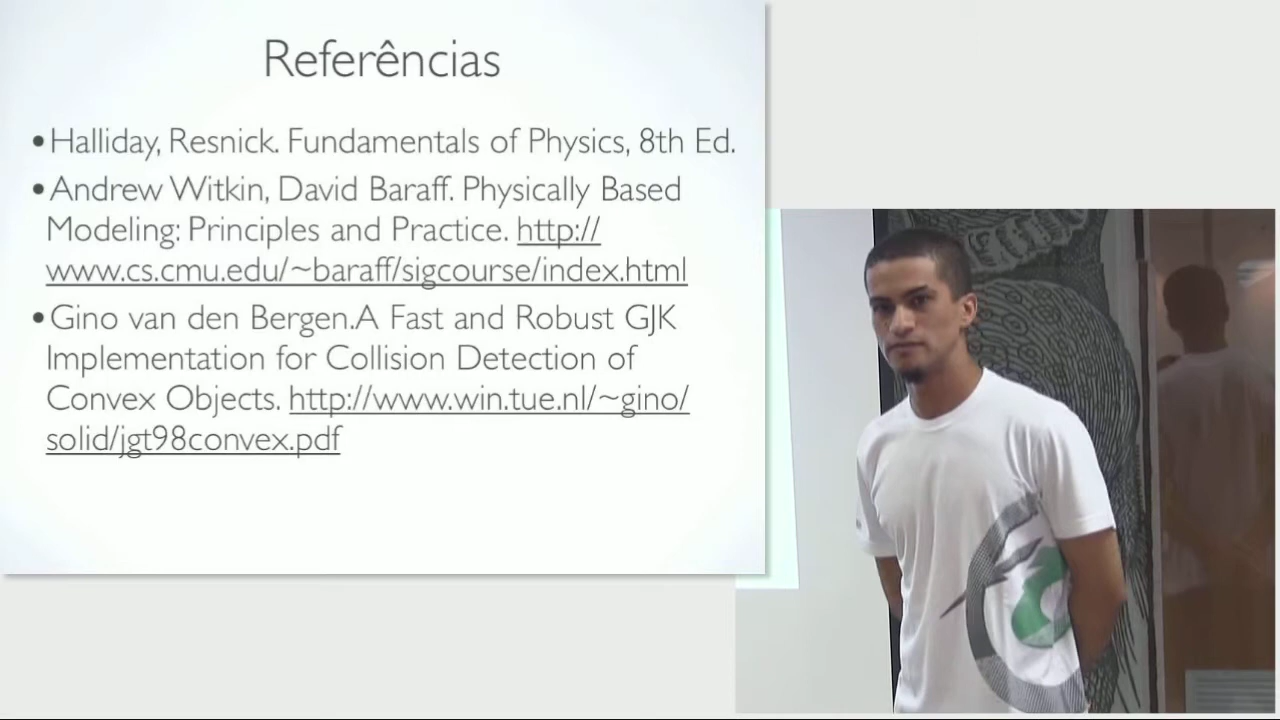 Referências
•Halliday, Resnick. Fundamentals of Physics, 8th Ed.
•Andrew Witkin, David Baraff. Physically Based
Modeling: Principles and Practice. http://
www.cs.cmu.edu/~baraff/sigcourse/index.html
•Gino van den Bergen.A Fast and Robust GJK
Implementation for Collision Detection of
Convex Objects. http://www.win.tue.nl/~gino/
solid/jgt98convex.pdf